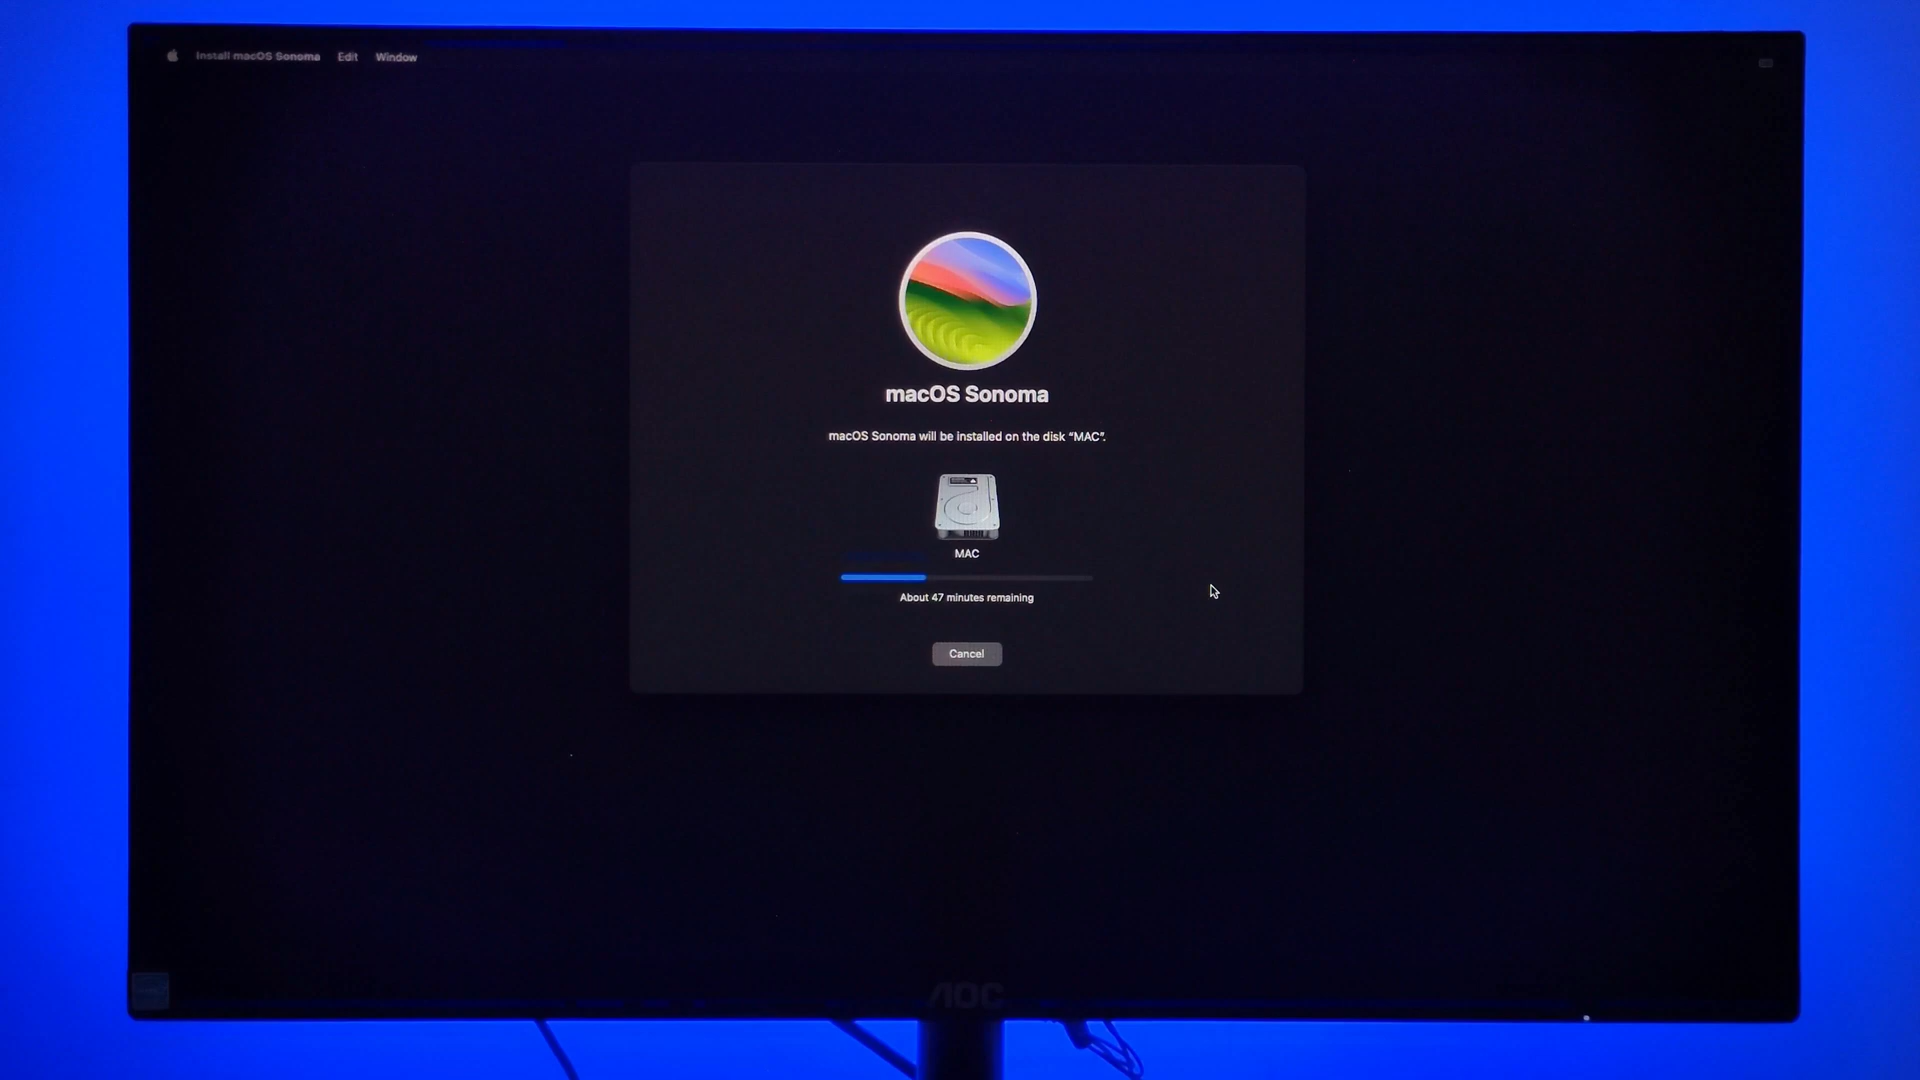 Install macOS Sonoma Edit Window
macOS Sonoma
macOS Sonoma will be installed on the disk “MAC”.
MAC
About 47 minutes remaining
Cancel
AOC